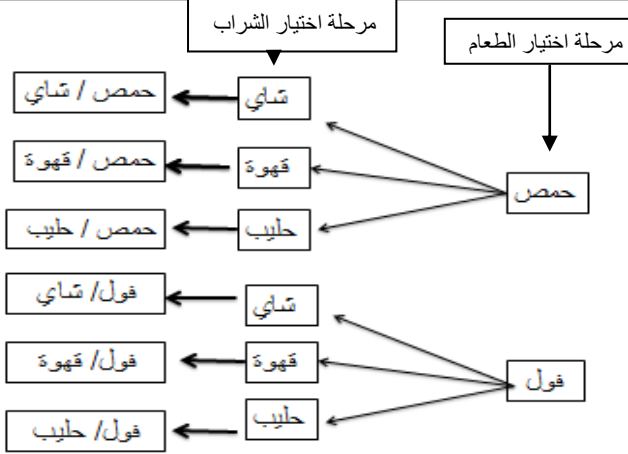 مرحلة اختيار الطعام
مرحلة اختيار الشراب
حمص
شاي
حمص / شاي
قهوة
حمص / قهوة
حليب
حمص / حليب
فول
شاي
فول/ شاي
قهوة
فول/ قهوة
حليب
فول/ حليب